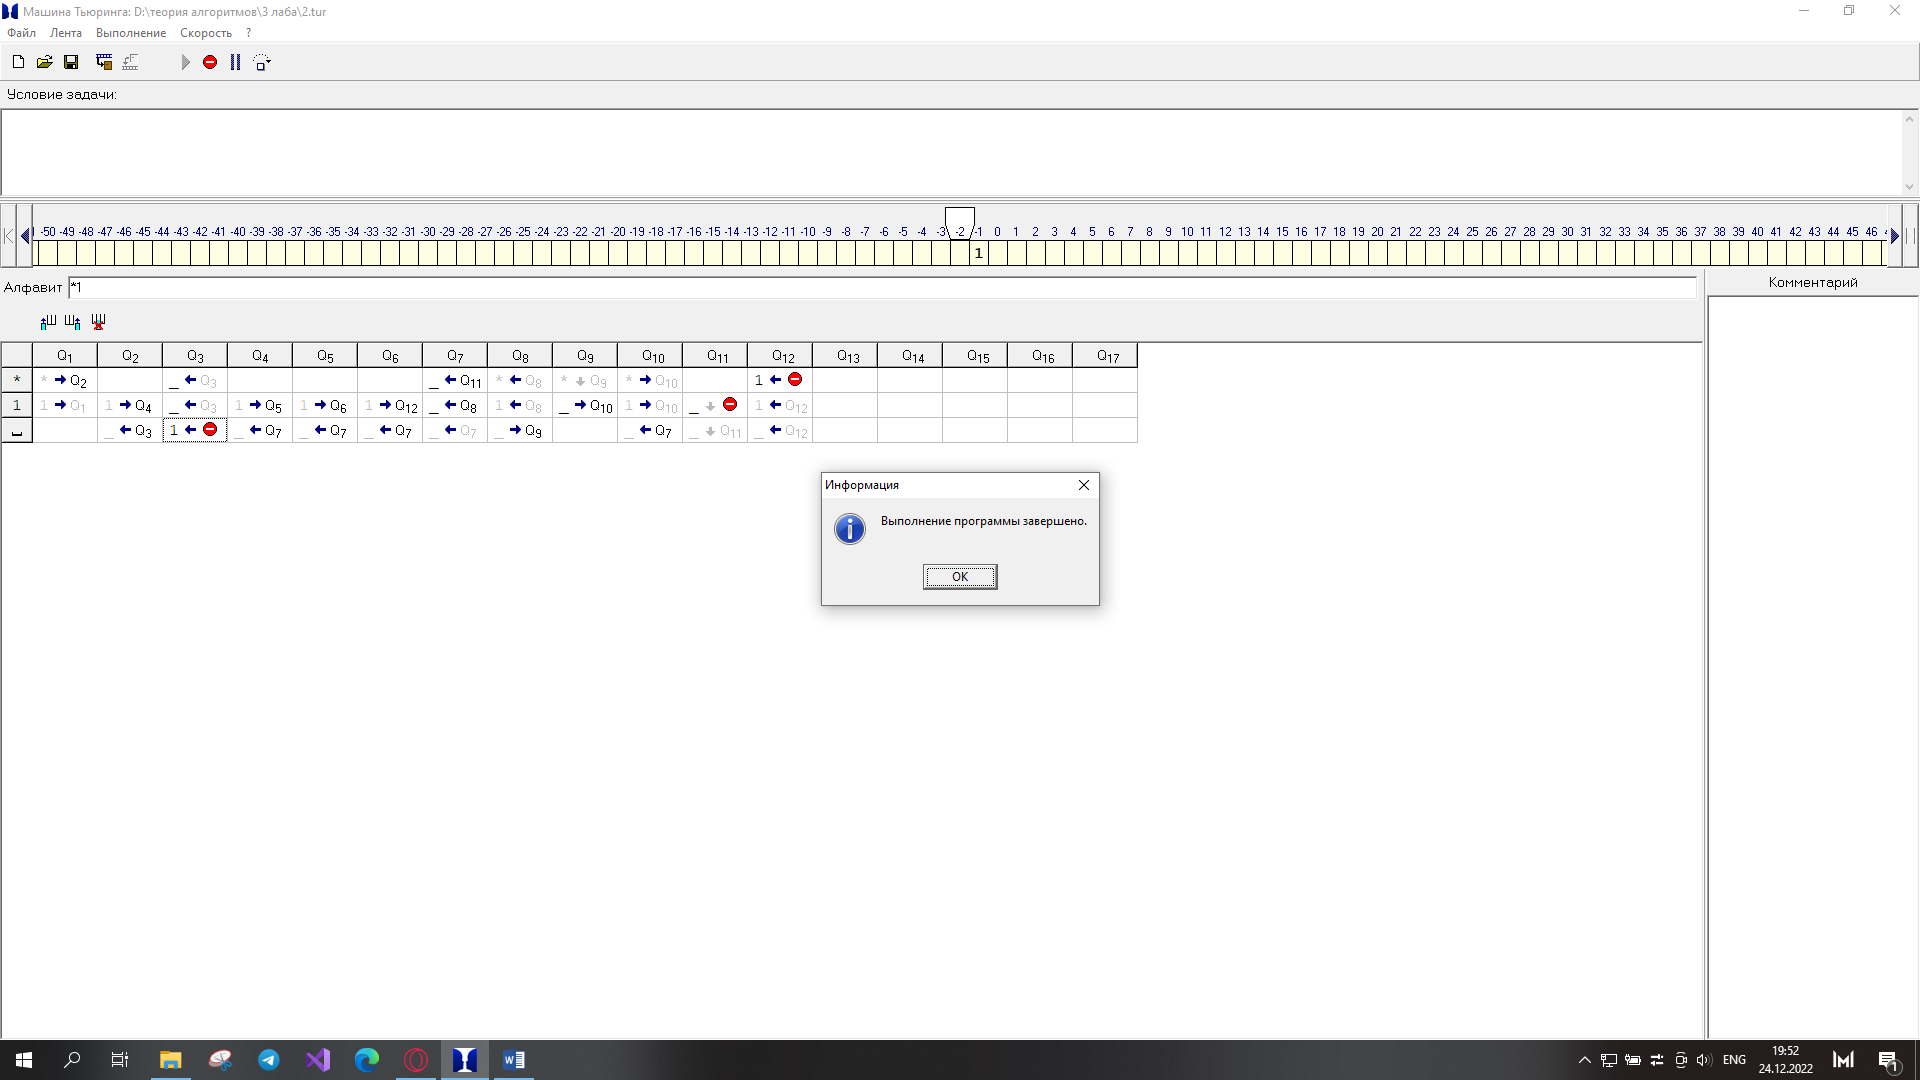 Машина Тьюринга: D:\теория алгоритмов\3 лаба\2.tur
Файл Лента Выполнение Скорость ?
Условие задачи:
-50 -49 -48 -47 -46 -45 -44 -43 -42 -41 -40 -39 -38 -37 -36 -35 -34 -33 -32 -31 -30 -29 -28 -27 -26 -25 -24 -23 -22 -21 -20 -19 -18 -17 -16 -15 -14 -13 -12 -11 -10 -9 -8 -7 -6 -5 -4 -3 -2 -1 0 1 2 3 4 5 6 7 8 9 10 11 12 13 14 15 16 17 18 19 20 21 22 23 24 25 26 27 28 29 30 31 32 33 34 35 36 37 38 39 40 41 42 43 44 45 46
1
Алфавит *1
Комментарий
Q1 Q2 Q3 Q4 Q5 Q6 Q7 Q8 Q9 Q10 Q11 Q12 Q13 Q14 Q15 Q16 Q17
* * → Q2 _ ← Q3 _ ← Q11 * ← Q8 * ↓ Q9 * → Q10 1 ←
1 1 → Q1 1 → Q4 _ ← Q3 1 → Q5 1 → Q6 1 → Q12 _ ← Q8 1 ← Q8 _ → Q10 1 → Q10 _ ↓ 1 ← Q12
_ ← Q3 1 ← _ ← Q7 _ ← Q7 _ ← Q7 _ ← Q7 _ → Q9 _ ← Q7 _ ↓ Q11 _ ← Q12
Информация
Выполнение программы завершено.
OK
ENG
19:52
24.12.2022
1